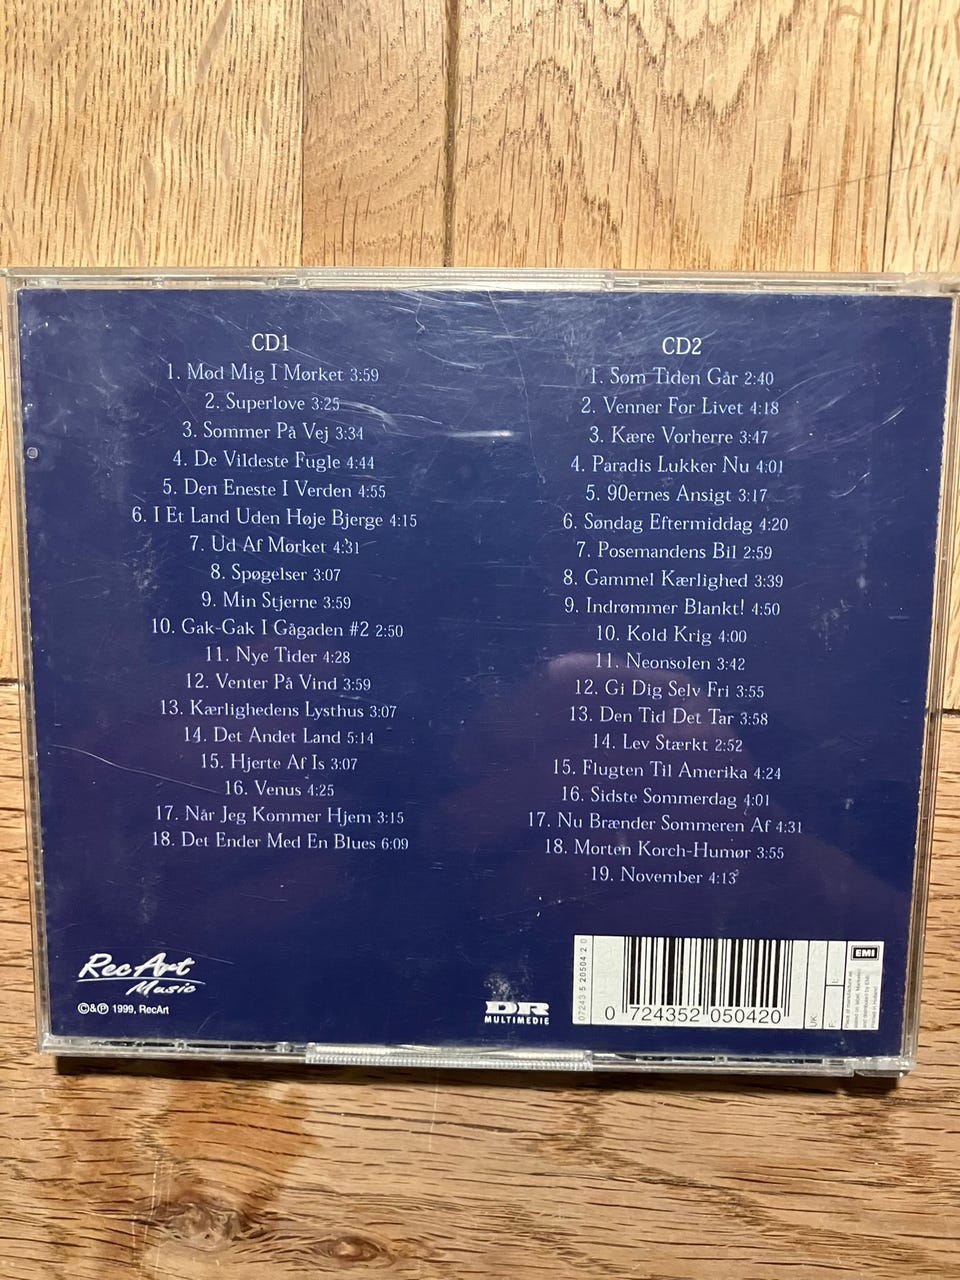 CD1
1. Mød Mig I Mørket 3:59
2. Superlove 3:25
3. Sommer På Vej 3:34
4. De Vildeste Fugle 4:44
5. Den Eneste I Verden 4:55
6. I Et Land Uden Høje Bjerge 4:15
7. Ud Af Mørket 4:31
8. Spøgelser 3:07
9. Min Stjerne 3:59
10. Gak-Gak I Gågaden #2 2:50
11. Nye Tider 4:28
12. Venter På Vind 3:59
13. Kærlighedens Lysthus 3:07
14. Det Andet Land 5:14
15. Hjerte Af Is 3:07
16. Venus 4:25
17. Når Jeg Kommer Hjem 3:15
18. Det Ender Med En Blues 6:09
CD2
1. Som Tiden Går 2:40
2. Venner For Livet 4:18
3. Kære Vorherre 3:47
4. Paradis Lukker Nu 4:01
5. 90ernes Ansigt 3:17
6. Søndag Eftermiddag 4:20
7. Posemandens Bil 2:59
8. Gammel Kærlighed 3:39
9. Indrømmer Blankt! 4:50
10. Kold Krig 4:00
11. Neonsolen 3:42
12. Gi Dig Selv Fri 3:55
13. Den Tid Det Tar 3:58
14. Lev Stærkt 2:52
15. Flugten Til Amerika 4:24
16. Sidste Sommerdag 4:01
17. Nu Brænder Sommeren Af 4:31
18. Morten Korch-Humør 3:55
19. November 4:13
RecArt
Music
©&℗ 1999, RecArt
DR
MULTIMEDIE
07243 5 20504 2 0
0 724352 050420
UK:
F:
I:
EMI